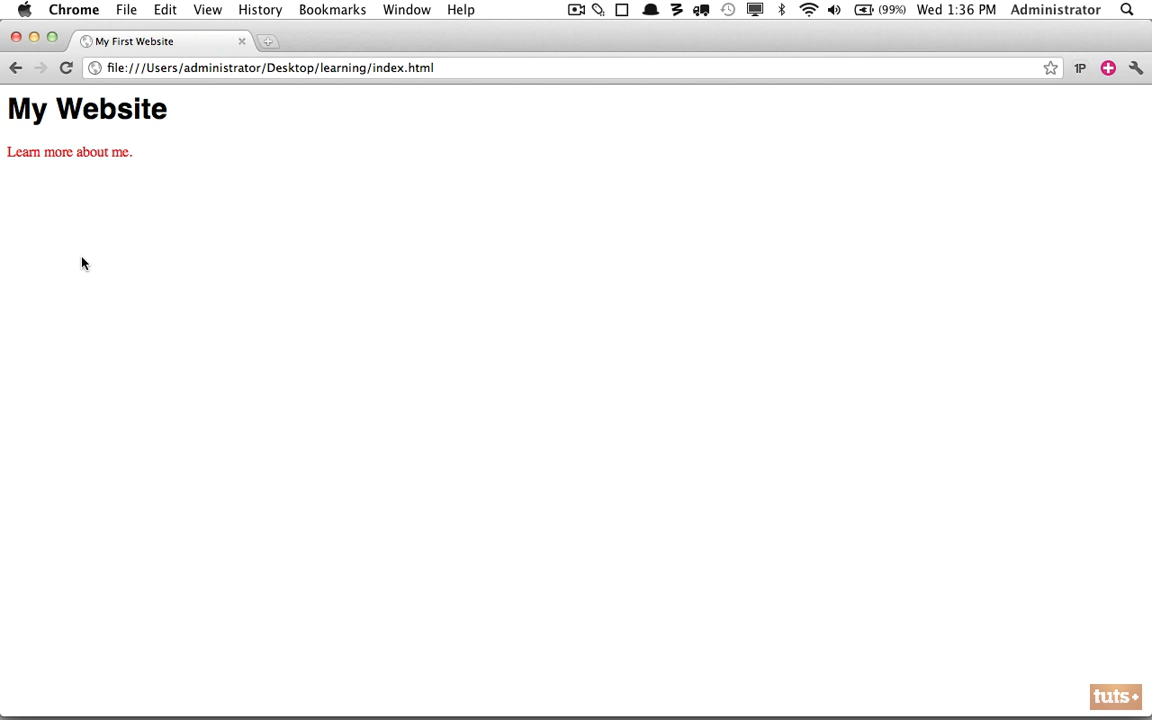 Chrome File Edit View History Bookmarks Window Help (99%) Wed 1:36 PM Administrator
My First Website
file:///Users/administrator/Desktop/learning/index.html 1P
My Website
Learn more about me.
tuts+